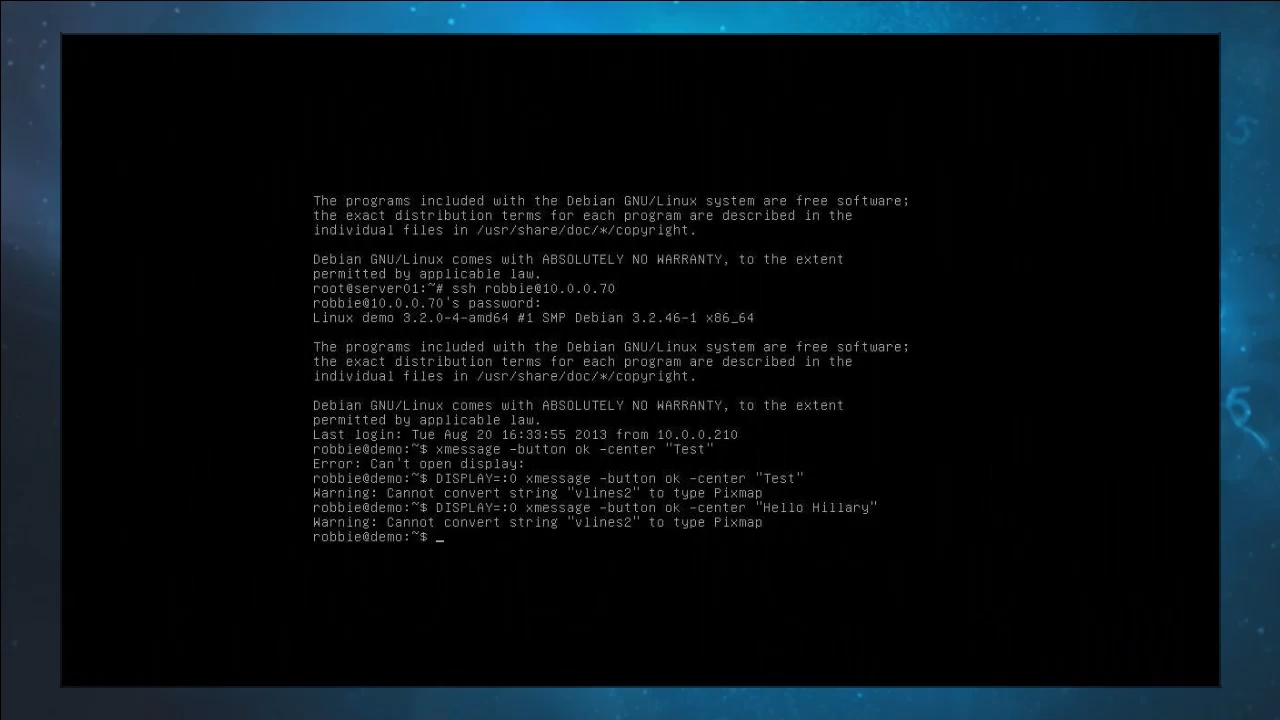 The programs included with the Debian GNU/Linux system are free software;
the exact distribution terms for each program are described in the
individual files in /usr/share/doc/*/copyright.
Debian GNU/Linux comes with ABSOLUTELY NO WARRANTY, to the extent
permitted by applicable law.
root@server01:~# ssh robbie@10.0.0.70
robbie@10.0.0.70's password:
Linux demo 3.2.0-4-amd64 #1 SMP Debian 3.2.46-1 x86_64
The programs included with the Debian GNU/Linux system are free software;
the exact distribution terms for each program are described in the
individual files in /usr/share/doc/*/copyright.
Debian GNU/Linux comes with ABSOLUTELY NO WARRANTY, to the extent
permitted by applicable law.
Last login: Tue Aug 20 16:33:55 2013 from 10.0.0.210
robbie@demo:~$ xmessage -button ok -center "Test"
Error: Can't open display:
robbie@demo:~$ DISPLAY=:0 xmessage -button ok -center "Test"
Warning: Cannot convert string "vlines2" to type Pixmap
robbie@demo:~$ DISPLAY=:0 xmessage -button ok -center "Hello Hillary"
Warning: Cannot convert string "vlines2" to type Pixmap
robbie@demo:~$ _